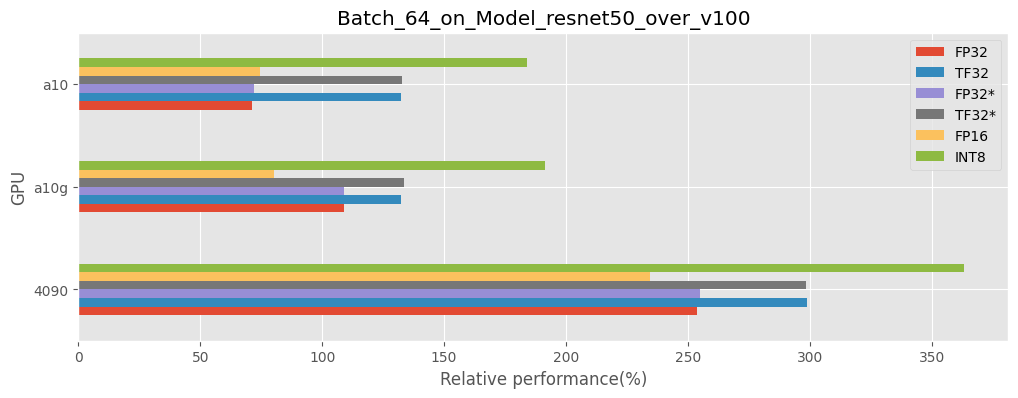 Batch_64_on_Model_resnet50_over_v100
FP32
TF32
FP32*
TF32*
FP16
INT8
GPU
a10
a10g
4090
0 50 100 150 200 250 300 350
Relative performance(%)